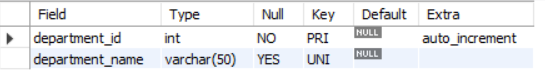 Field Type Null Key Default Extra
department_id int NO PRI NULL auto_increment
department_name varchar(50) YES UNI NULL